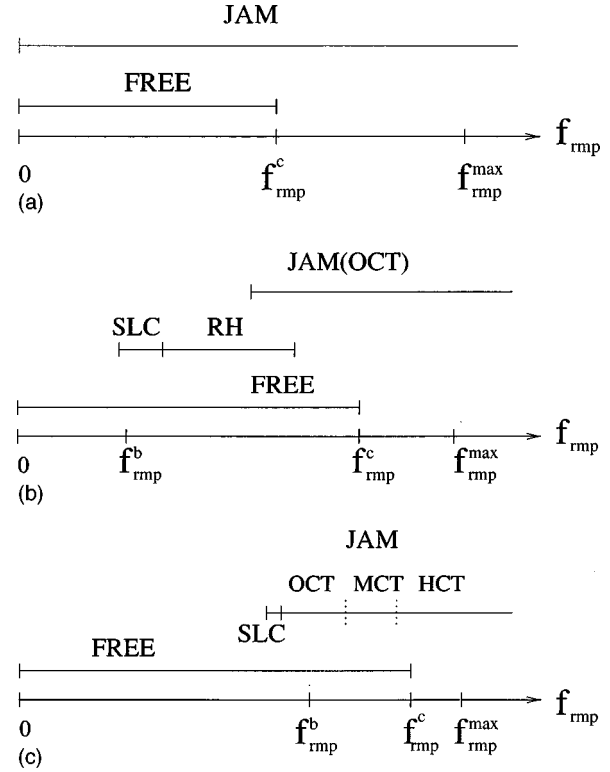 JAM
FREE
0 f^c_rmp f^max_rmp f_rmp
(a)
JAM(OCT)
SLC RH
FREE
0 f^b_rmp f^c_rmp f^max_rmp f_rmp
(b)
JAM
OCT MCT HCT
SLC
FREE
0 f^b_rmp f^c_rmp f^max_rmp f_rmp
(c)